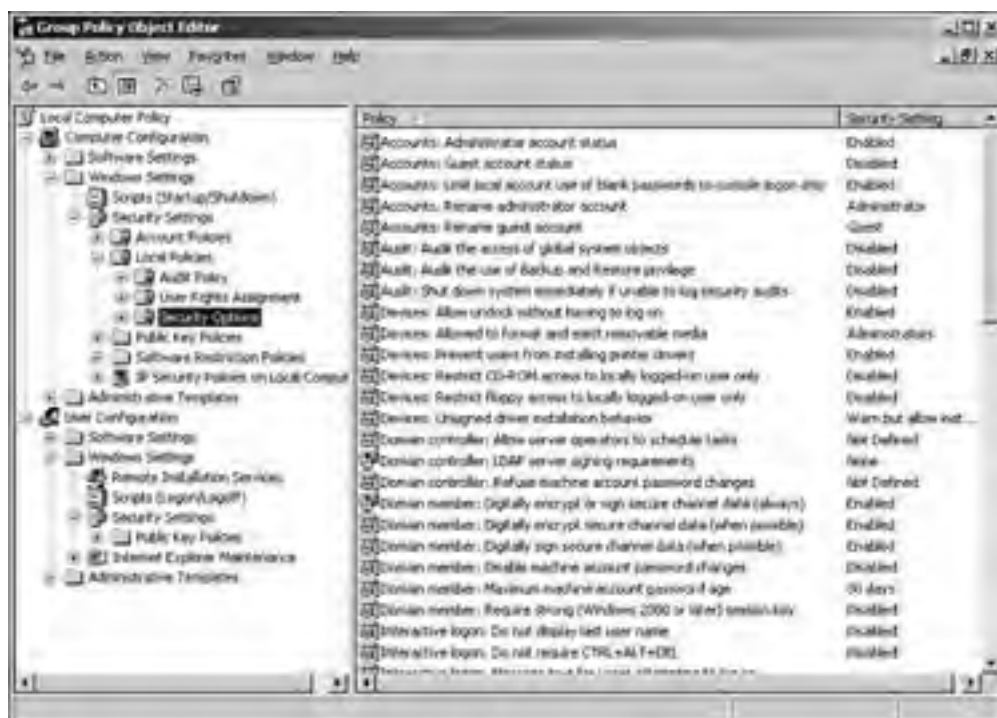 Group Policy Object Editor
File Action View Favorites Window Help
Local Computer Policy
Computer Configuration
Software Settings
Windows Settings
Scripts (Startup/Shutdown)
Security Settings
Account Policies
Local Policies
Audit Policy
User Rights Assignment
Security Options
Public Key Policies
Software Restriction Policies
IP Security Policies on Local Comput
Administrative Templates
User Configuration
Software Settings
Windows Settings
Remote Installation Services
Scripts (Logon/Logoff)
Security Settings
Public Key Policies
Internet Explorer Maintenance
Administrative Templates
Policy Security Setting
Accounts: Administrator account status Enabled
Accounts: Guest account status Disabled
Accounts: Limit local account use of blank passwords to console logon only Enabled
Accounts: Rename administrator account Administrator
Accounts: Rename guest account Guest
Audit: Audit the access of global system objects Disabled
Audit: Audit the use of Backup and Restore privilege Disabled
Audit: Shut down system immediately if unable to log security audits Disabled
Devices: Allow undock without having to log on Enabled
Devices: Allowed to format and eject removable media Administrators
Devices: Prevent users from installing printer drivers Enabled
Devices: Restrict CD-ROM access to locally logged-on user only Disabled
Devices: Restrict floppy access to locally logged-on user only Disabled
Devices: Unsigned driver installation behavior Warn but allow inst...
Domain controller: Allow server operators to schedule tasks Not Defined
Domain controller: LDAP server signing requirements None
Domain controller: Refuse machine account password changes Not Defined
Domain member: Digitally encrypt or sign secure channel data (always) Enabled
Domain member: Digitally encrypt secure channel data (when possible) Enabled
Domain member: Digitally sign secure channel data (when possible) Enabled
Domain member: Disable machine account password changes Disabled
Domain member: Maximum machine account password age days
Domain member: Require strong (Windows 2000 or later) session key Disabled
Interactive logon: Do not display last user name Disabled
Interactive logon: Do not require CTRL+ALT+DEL Disabled